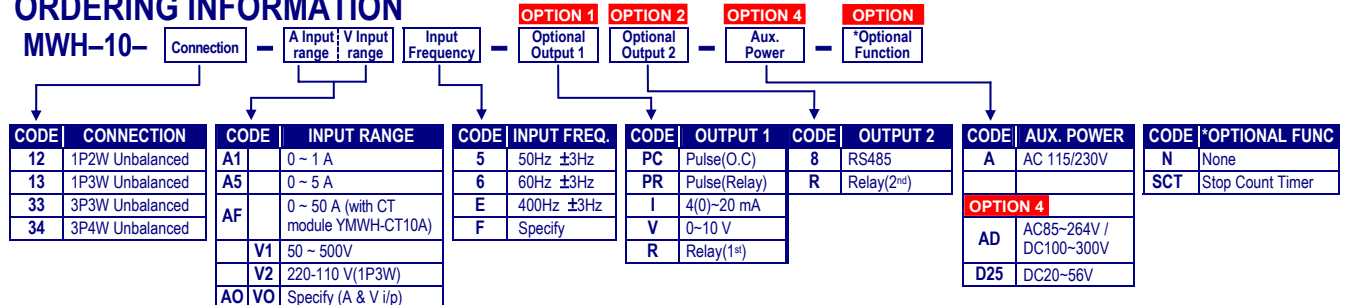 ORDERING INFORMATION
OPTION 1 OPTION 2 OPTION 4 OPTION
MWH–10– Connection – A Input range V Input range Input Frequency – Optional Output 1 Optional Output 2 – Aux. Power – *Optional Function
CODE CONNECTION
12 1P2W Unbalanced
13 1P3W Unbalanced
33 3P3W Unbalanced
34 3P4W Unbalanced
CODE INPUT RANGE
A1 0 ~ 1 A
A5 0 ~ 5 A
AF 0 ~ 50 A (with CT
module YMWH-CT10A)
V1 50 ~ 500V
V2 220-110 V(1P3W)
AO VO Specify (A & V i/p)
CODE INPUT FREQ.
5 50Hz ±3Hz
6 60Hz ±3Hz
E 400Hz ±3Hz
F Specify
CODE OUTPUT 1
PC Pulse(O.C)
PR Pulse(Relay)
I 4(0)~20 mA
V 0~10 V
R Relay(1st)
CODE OUTPUT 2
8 RS485
R Relay(2nd)
CODE AUX. POWER
A AC 115/230V
OPTION 4
AD AC85~264V /
DC100~300V
D25 DC20~56V
CODE *OPTIONAL FUNC
N None
SCT Stop Count Timer